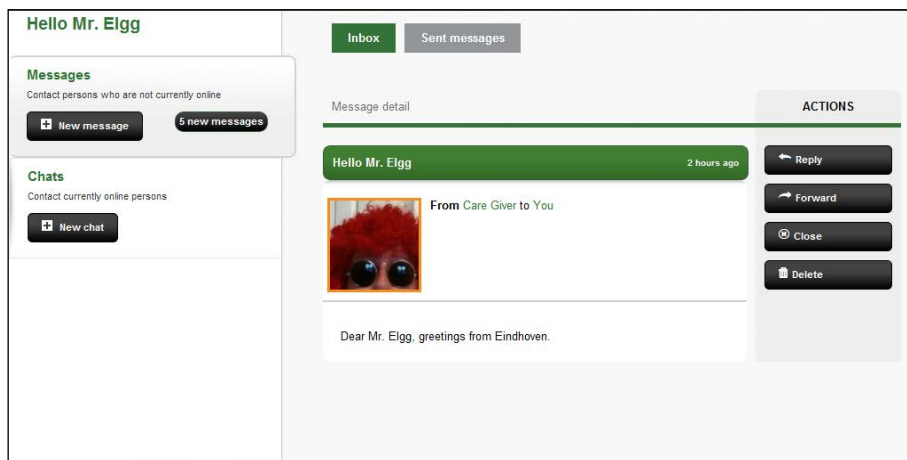 Hello Mr. Elgg
Messages
Contact persons who are not currently online
New message
5 new messages
Chats
Contact currently online persons
New chat
Inbox
Sent messages
Message detail
Hello Mr. Elgg
2 hours ago
From Care Giver to You
Dear Mr. Elgg, greetings from Eindhoven.
ACTIONS
Reply
Forward
Close
Delete